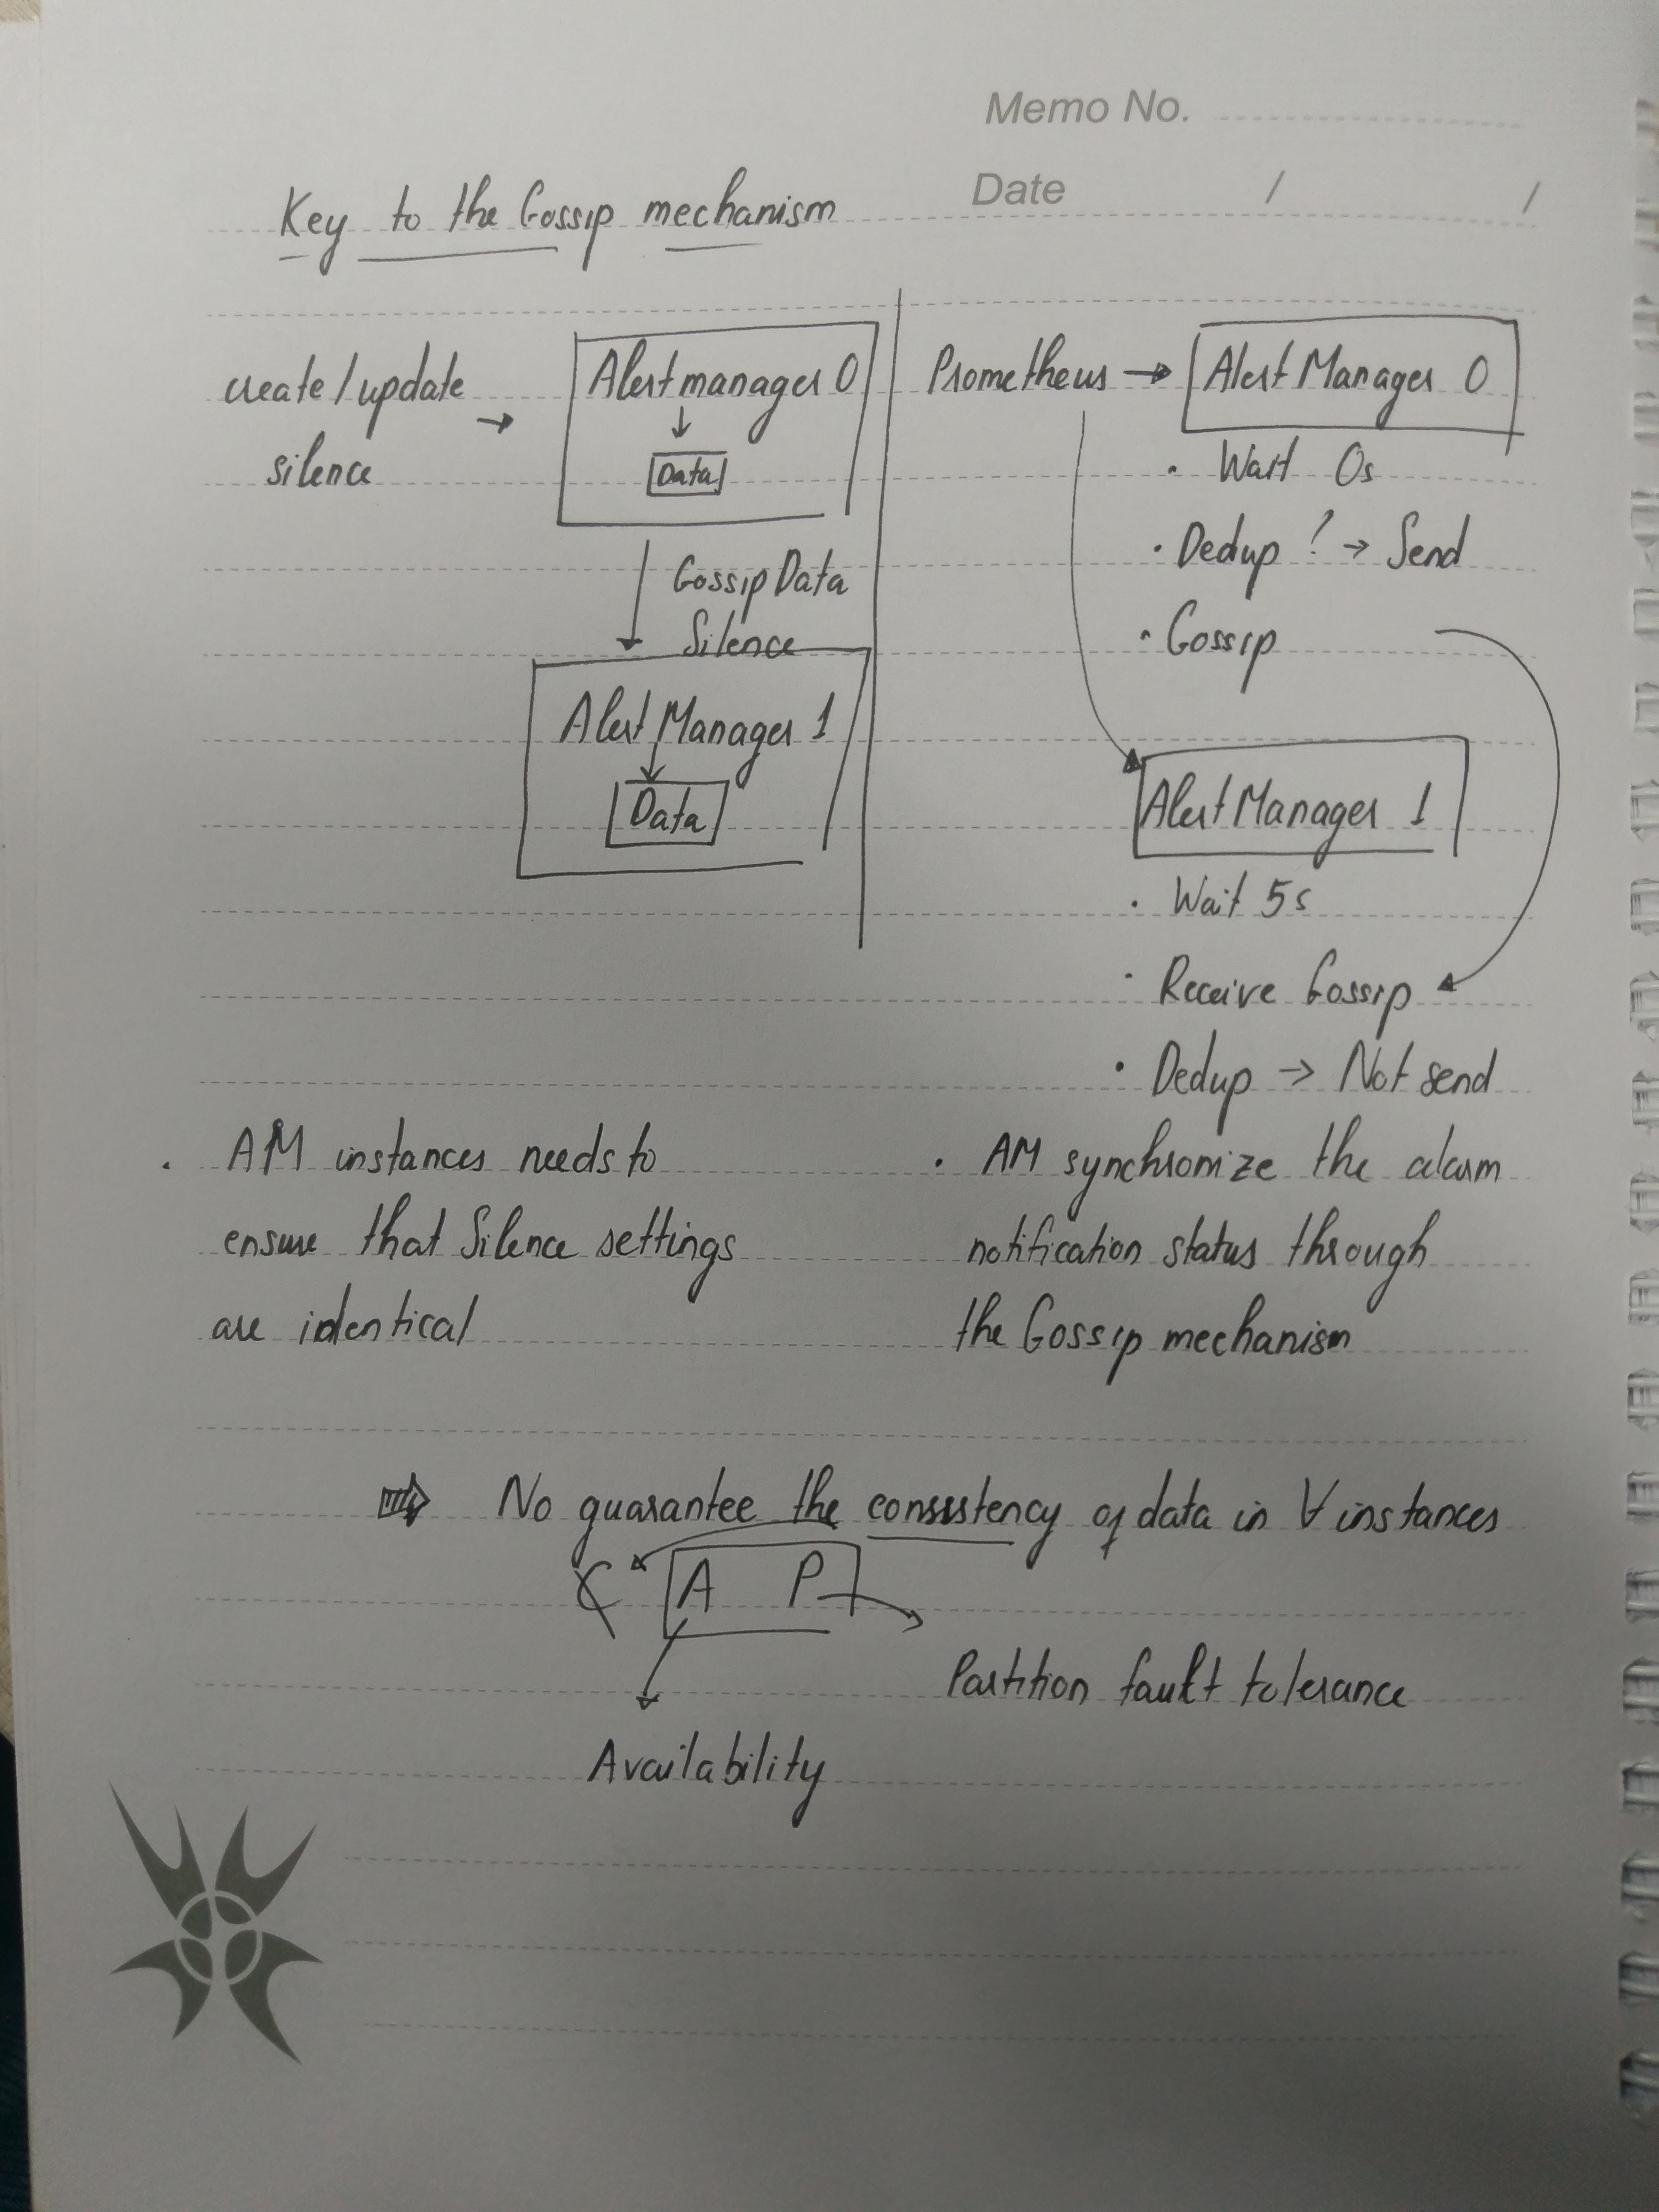 Memo No.
Date / /
Key to the Gossip mechanism
create/update
silence
→
Alertmanager 0
↓
Data
Gossip Data
Silence
Alert Manager 1
Data
Prometheus → Alert Manager 0
• Wait 0s
• Dedup ! → Send
• Gossip
Alert Manager 1
• Wait 5s
• Receive Gossip
• Dedup → Not send
• AM instances needs to
ensure that Silence settings
are identical
• AM synchronize the alarm
notification status through
the Gossip mechanism
⇒ No guarantee the consistency of data in ∀ instances
C A P
Partition fault tolerance
Availability